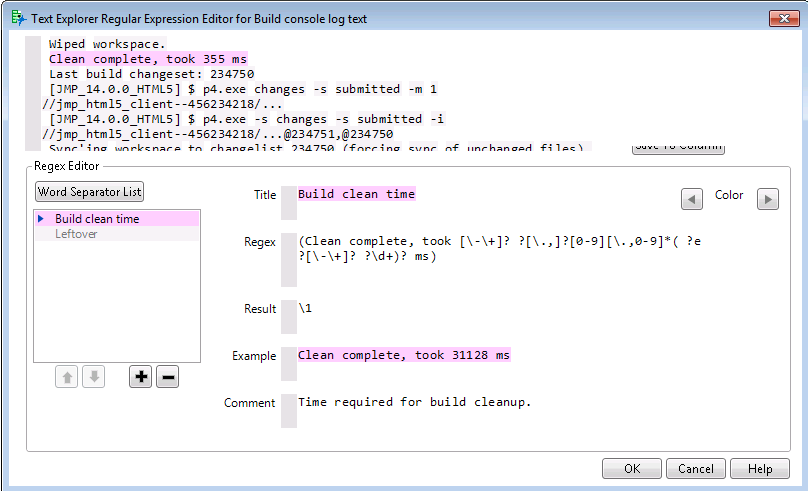 Text Explorer Regular Expression Editor for Build console log text
Wiped workspace.
Clean complete, took 355 ms
Last build changeset: 234750
[JMP_14.0.0_HTML5] $ p4.exe changes -s submitted -m 1
//jmp_html5_client--456234218/...
[JMP_14.0.0_HTML5] $ p4.exe -s changes -s submitted -i
//jmp_html5_client--456234218/...@234751,@234750
Sync'ing workspace to changelist 234750 (forcing sync of unchanged files).
Save To Column
Regex Editor
Word Separator List
Build clean time
Leftover
Title
Build clean time
Color
Regex
(Clean complete, took [\-\+]? ?[\.,]?[0-9][\.,0-9]*( ?e
?[\-\+]? ?\d+)? ms)
Result
\1
Example
Clean complete, took 31128 ms
Comment
Time required for build cleanup.
OK
Cancel
Help